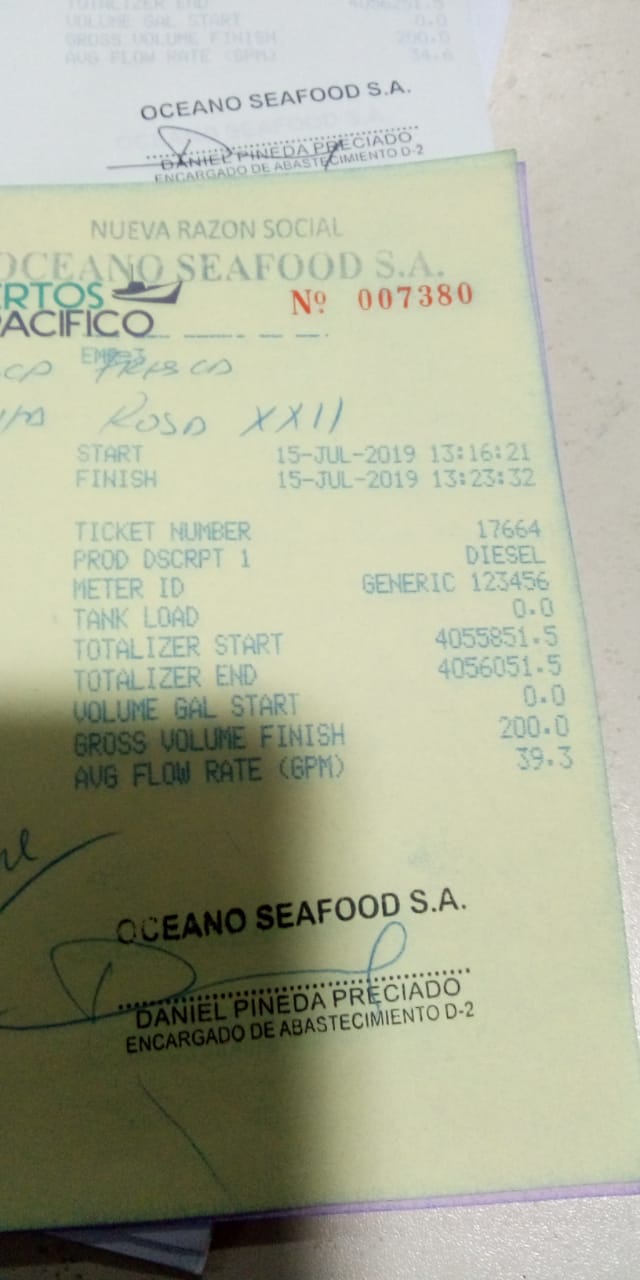 TOTALIZER END 4056251.5
VOLUME GAL START 0.0
GROSS VOLUME FINISH 200.0
AVG FLOW RATE (GPM) 34.6
OCEANO SEAFOOD S.A.
DANIEL PINEDA PRECIADO
ENCARGADO DE ABASTECIMIENTO D-2
NUEVA RAZON SOCIAL
OCEANO SEAFOOD S.A.
ERTOS
PACIFICO
Nº 007380
ROSA XXII
START 15-JUL-2019 13:16:21
FINISH 15-JUL-2019 13:23:32
TICKET NUMBER 17664
PROD DSCRPT 1 DIESEL
METER ID GENERIC 123456
TANK LOAD 0.0
TOTALIZER START 4055851.5
TOTALIZER END 4056051.5
VOLUME GAL START 0.0
GROSS VOLUME FINISH 200.0
AVG FLOW RATE (GPM) 39.3
OCEANO SEAFOOD S.A.
DANIEL PINEDA PRECIADO
ENCARGADO DE ABASTECIMIENTO D-2